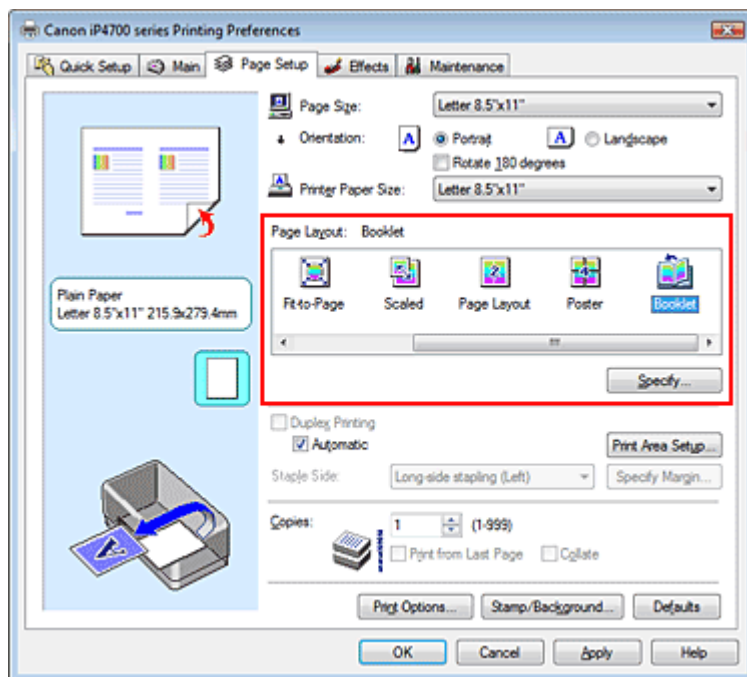 Canon iP4700 series Printing Preferences
Quick Setup Main Page Setup Effects Maintenance
Page Size: Letter 8.5"x11"
Orientation: A Portrait A Landscape
Rotate 180 degrees
Printer Paper Size: Letter 8.5"x11"
Page Layout: Booklet
Fit-to-Page Scaled Page Layout Poster Booklet
Specify...
Plain Paper
Letter 8.5"x11" 215.9x279.4mm
Duplex Printing
Automatic
Print Area Setup...
Staple Side: Long-side stapling (Left) Specify Margin...
Copies: 1 (1-999)
Print from Last Page Collate
Print Options... Stamp/Background... Defaults
OK Cancel Apply Help